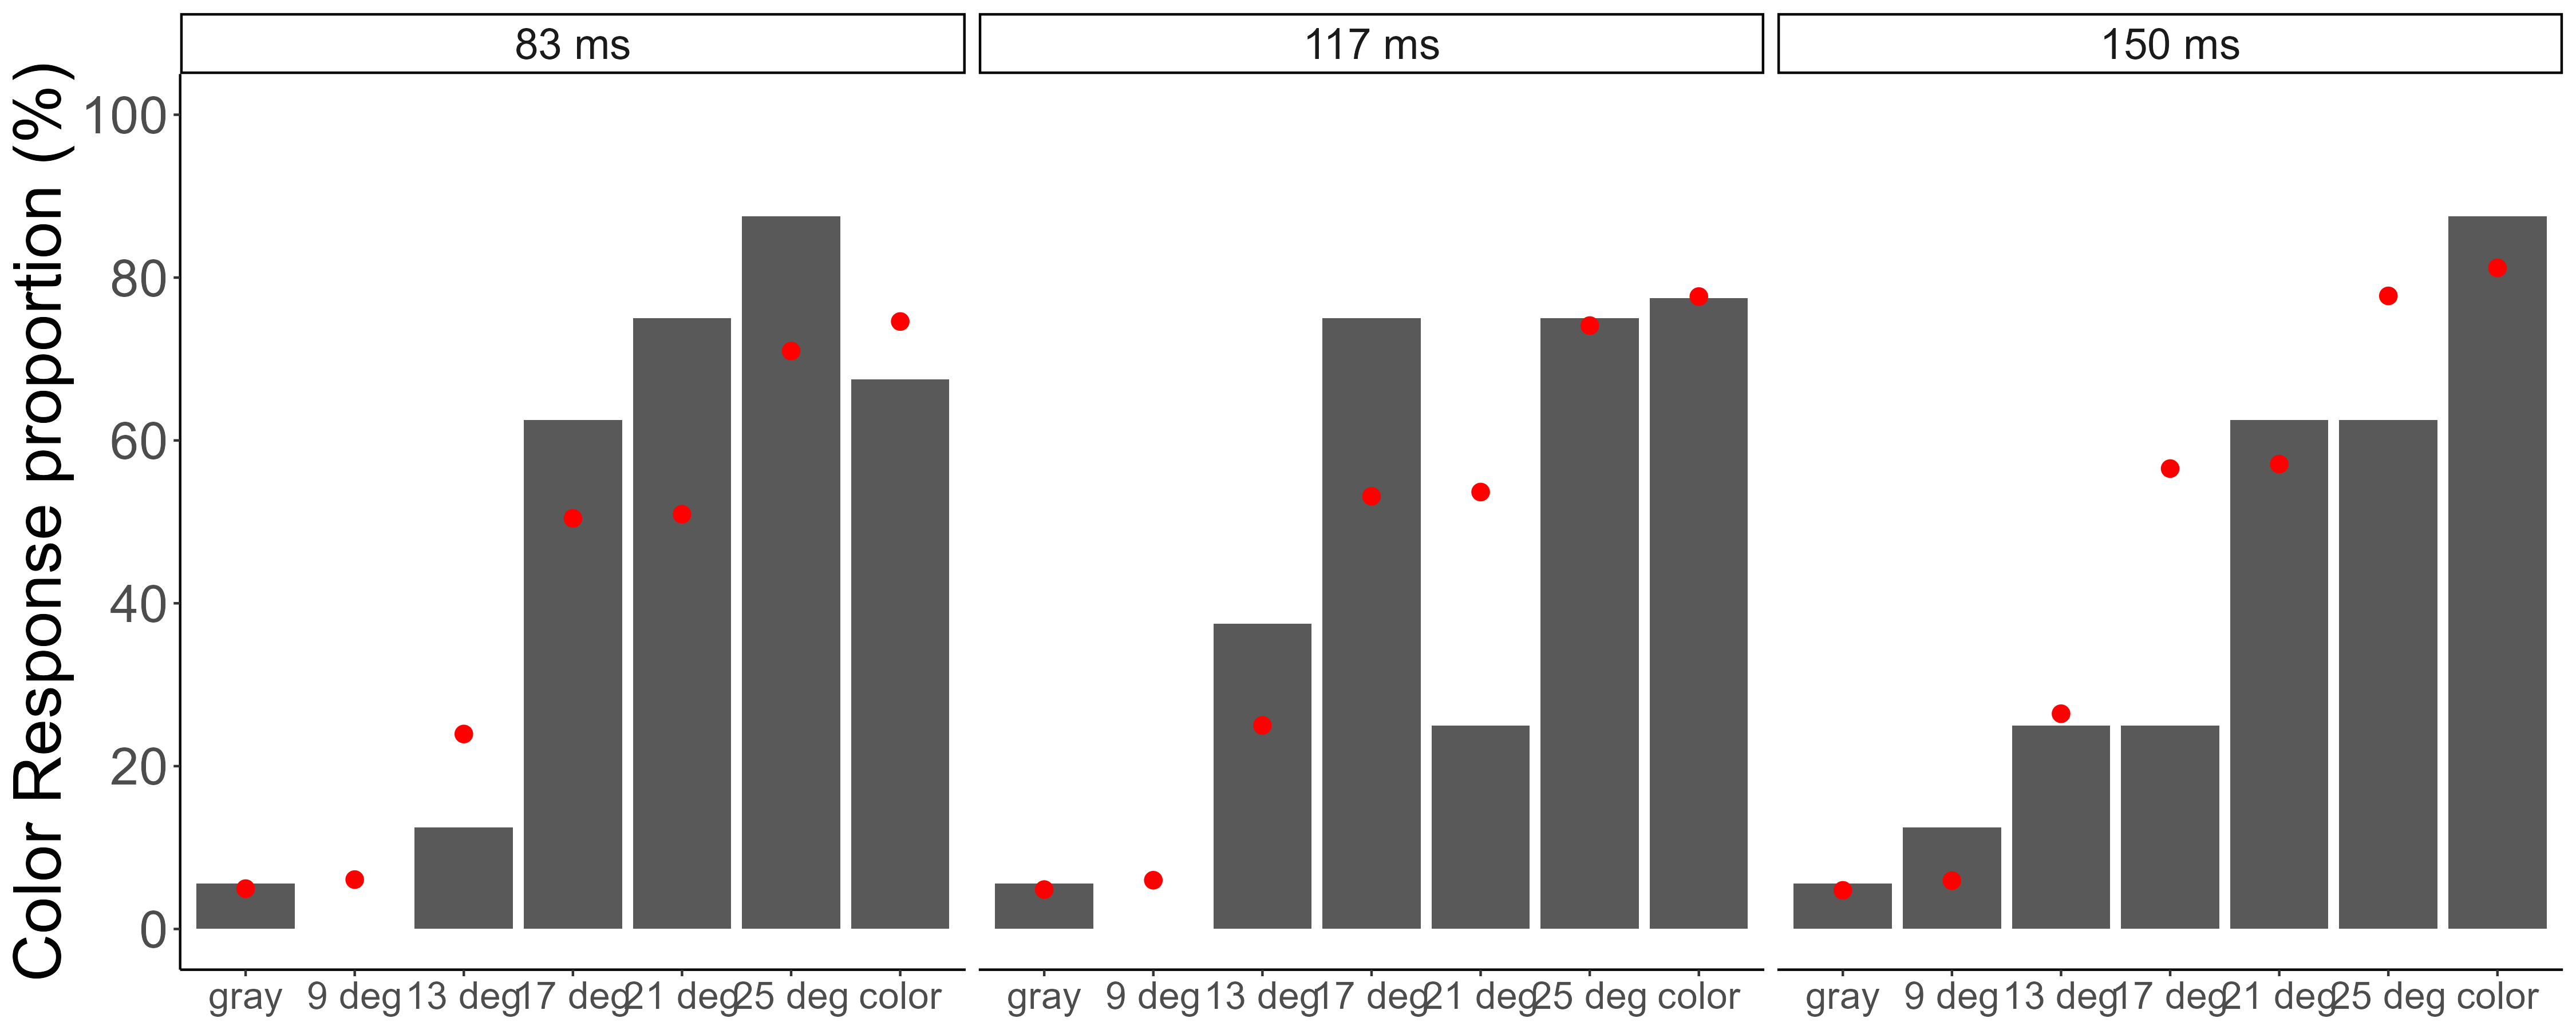 83 ms
117 ms
150 ms
Color Response proportion (%)
100
80
60
40
20
0
gray 9 deg 13 deg 17 deg 21 deg 25 deg color
gray 9 deg 13 deg 17 deg 21 deg 25 deg color
gray 9 deg 13 deg 17 deg 21 deg 25 deg color